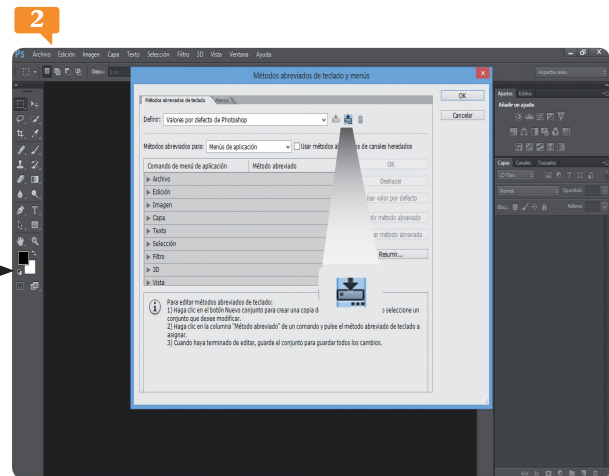 2
Ps Archivo Edición Imagen Capa Texto Selección Filtro 3D Vista Ventana Ayuda
Métodos abreviados de teclado y menús
Métodos abreviados de teclado Menús
Definir: Valores por defecto de Photoshop
Métodos abreviados para: Menús de aplicación Usar métodos de canales heredados
Comando de menú de aplicación Método abreviado
Archivo
Edición
Imagen
Capa
Texto
Selección
Filtro
3D
Vista
OK
Cancelar
OK
Deshacer
usar valor por defecto
método abreviado
método abreviado
Resumir...
Para editar métodos abreviados de teclado:
1) Haga clic en el botón Nuevo conjunto para crear una copia o seleccione un
conjunto que desee modificar.
2) Haga clic en la columna "Método abreviado" de un comando y pulse el método abreviado de teclado a
asignar.
3) Cuando haya terminado de editar, guarde el conjunto para guardar todos los cambios.
Ajustes Estilos
Añadir un ajuste
Capas Canales Trazados
Tipo
Normal Opacidad:
Relleno: